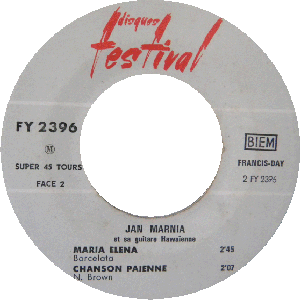 disques
festival
FY 2396
M
BIEM
SUPER 45 TOURS
FRANCIS-DAY
FACE 2
2 FY 2396
JAN MARNIA
et sa guitare Hawaïenne
MARIA ELENA 2'45
Barcelata
CHANSON PAIENNE 2'07
N. Brown